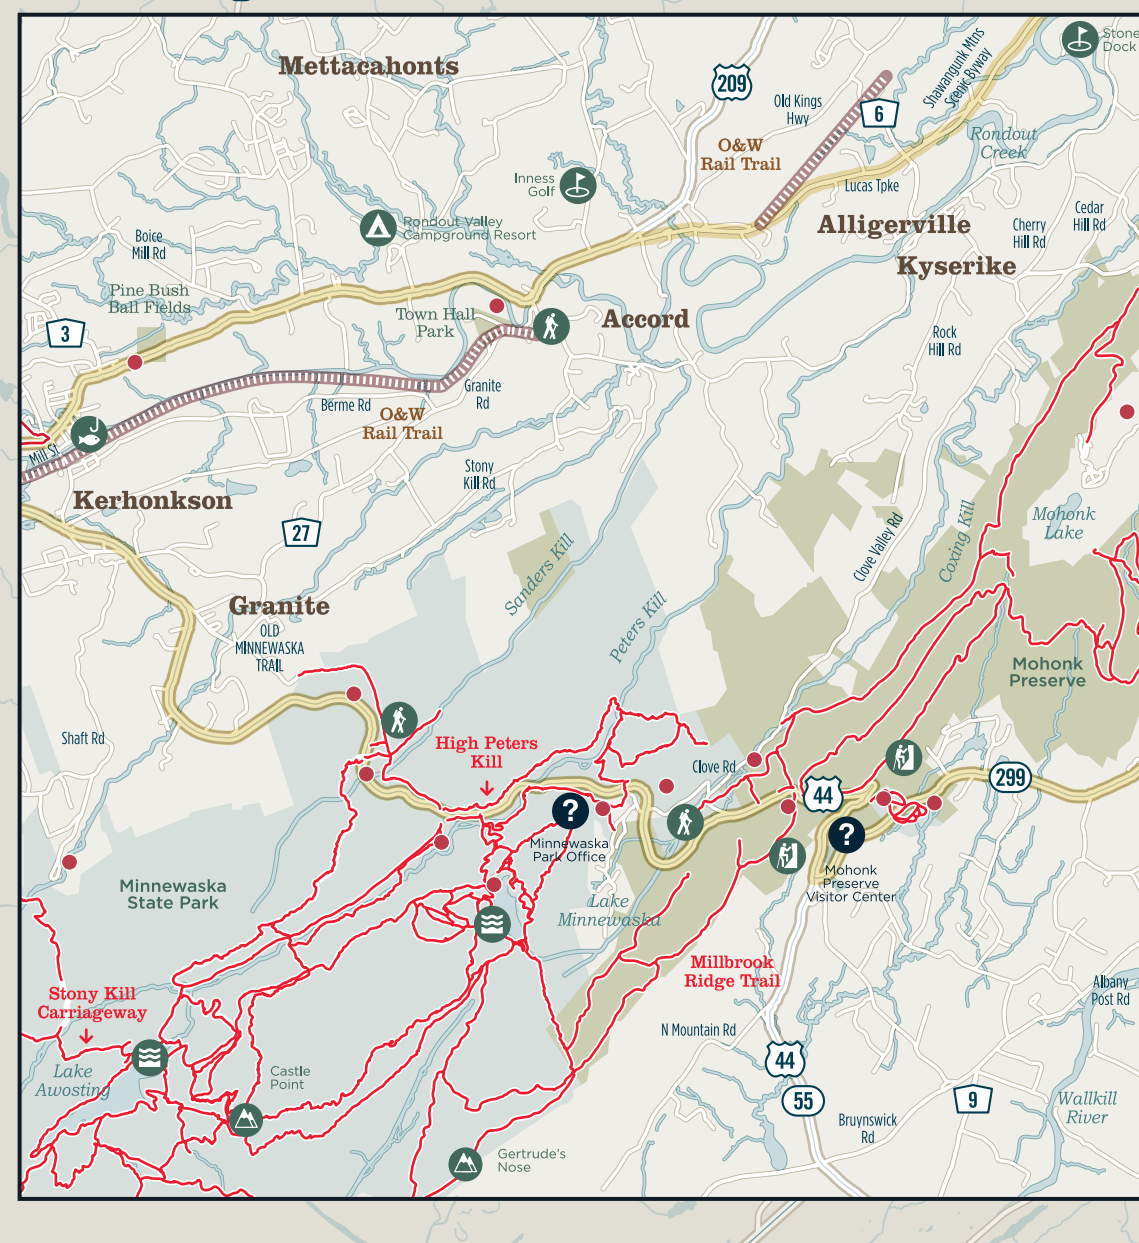 Mettacahonts
209
Old Kings
Hwy
6
Shawangunk Mtns
Scenic Byway
Stone
Dock
O&W
Rail Trail
Rondout
Creek
Inness
Golf
Lucas Tpke
Rondout Valley
Campground Resort
Alligerville
Cherry
Hill Rd
Cedar
Hill Rd
Boice
Mill Rd
Kyserike
Pine Bush
Ball Fields
3
Town Hall
Park
Accord
Rock
Hill Rd
Berme Rd
O&W
Rail Trail
Granite
Rd
Mill St
Stony
Kill Rd
Kerhonkson
27
Sanders Kill
Clove Valley Rd
Coxing Kill
Mohonk
Lake
Granite
OLD
MINNEWASKA
TRAIL
Peters Kill
Mohonk
Preserve
Shaft Rd
High Peters
Kill
Clove Rd
44
299
?
Minnewaska
Park Office
?
Mohonk
Preserve
Visitor Center
Minnewaska
State Park
Lake
Minnewaska
Millbrook
Ridge Trail
Stony Kill
Carriageway
Albany
Post Rd
N Mountain Rd
44
55
Lake
Awosting
Castle
Point
9
Wallkill
River
Bruynswick
Rd
Gertrude's
Nose